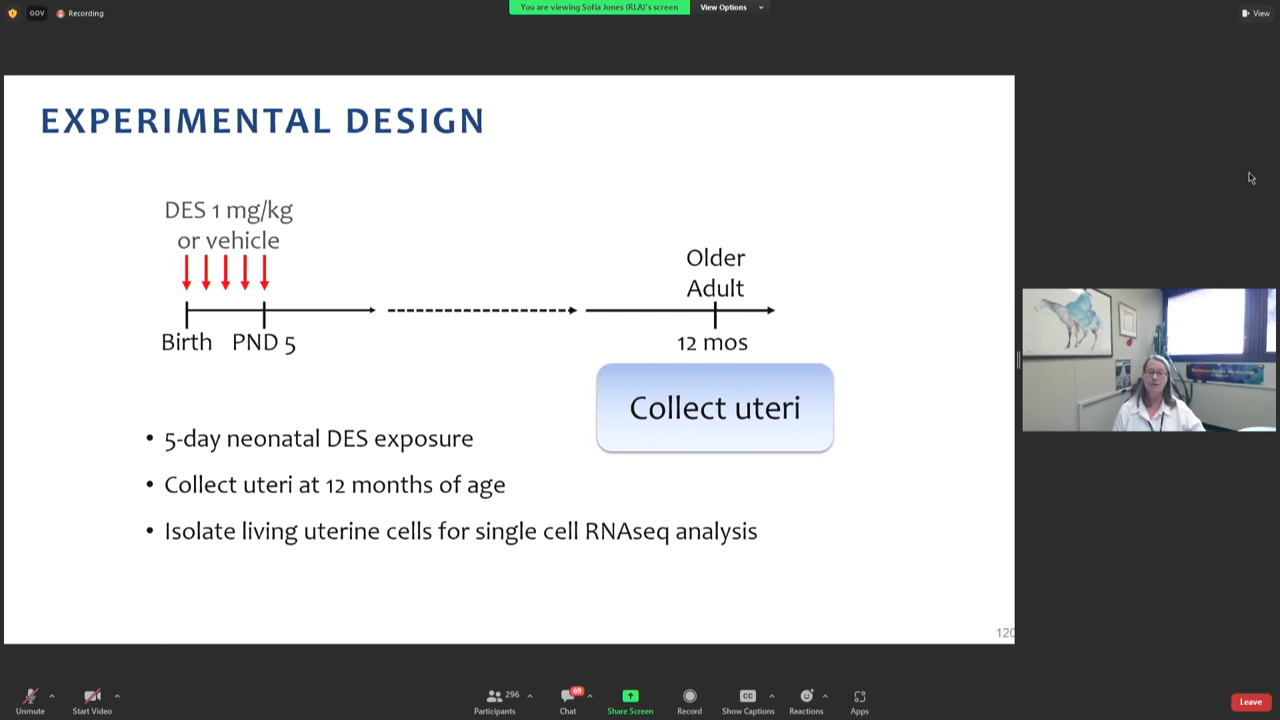 GOV
Recording
You are viewing Sofia Jones (RLA)'s screen
View Options
View
EXPERIMENTAL DESIGN
DES 1 mg/kg
or vehicle
Older
Adult
Birth
PND 5
12 mos
Collect uteri
• 5-day neonatal DES exposure
• Collect uteri at 12 months of age
• Isolate living uterine cells for single cell RNAseq analysis
120
Unmute
Start Video
296
Participants
69
Chat
Share Screen
Record
CC
Show Captions
Reactions
Apps
Leave